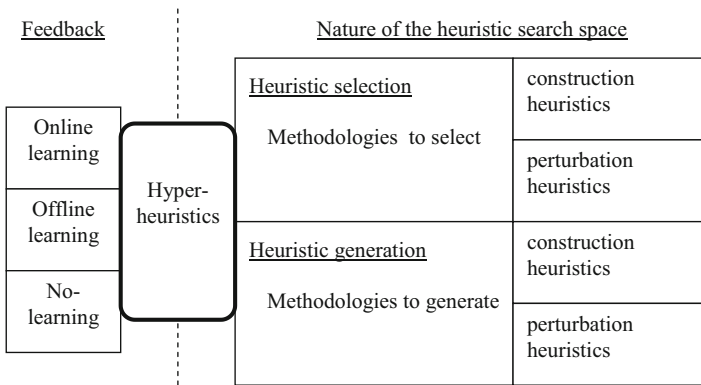 Feedback
Nature of the heuristic search space
Online
learning
Offline
learning
No-
learning
Hyper-
heuristics
Heuristic selection
Methodologies to select
construction
heuristics
perturbation
heuristics
Heuristic generation
Methodologies to generate
construction
heuristics
perturbation
heuristics